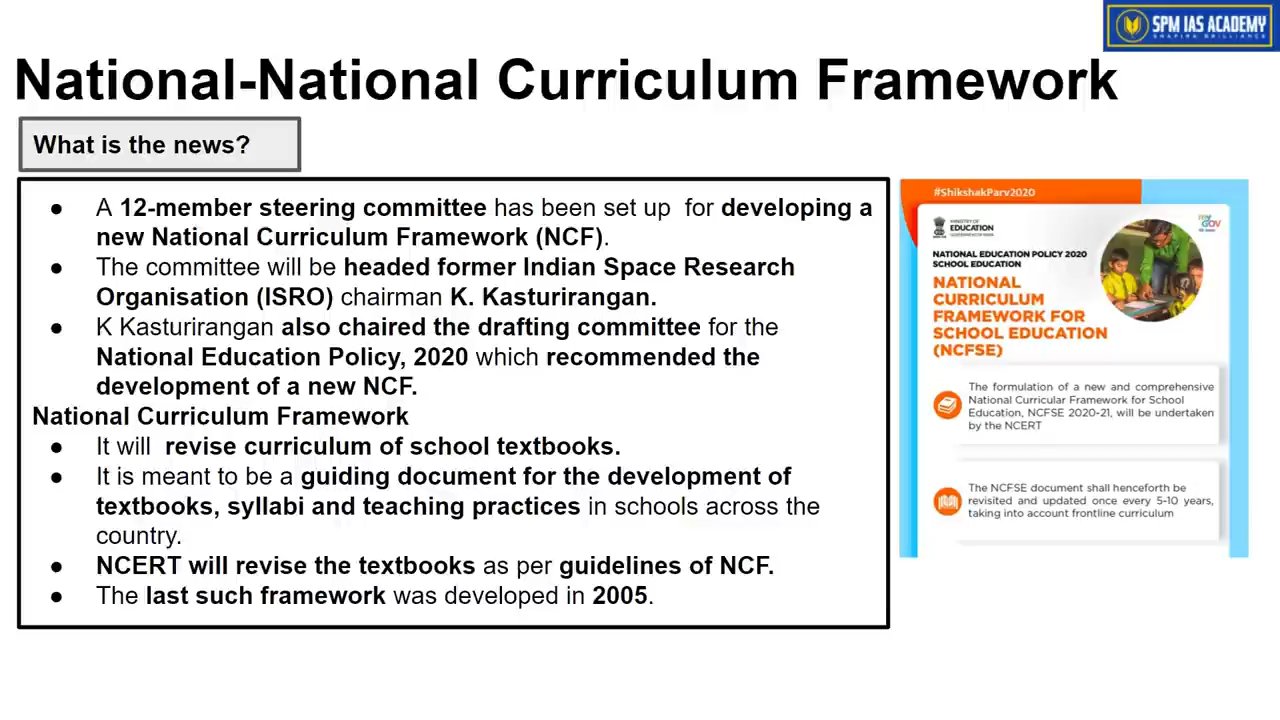 SPM IAS ACADEMY
SHAPING BRILLIANCE
National-National Curriculum Framework
What is the news?
● A 12-member steering committee has been set up for developing a
new National Curriculum Framework (NCF).
● The committee will be headed former Indian Space Research
Organisation (ISRO) chairman K. Kasturirangan.
● K Kasturirangan also chaired the drafting committee for the
National Education Policy, 2020 which recommended the
development of a new NCF.
National Curriculum Framework
● It will revise curriculum of school textbooks.
● It is meant to be a guiding document for the development of
textbooks, syllabi and teaching practices in schools across the
country.
● NCERT will revise the textbooks as per guidelines of NCF.
● The last such framework was developed in 2005.
#ShikshakParv2020
MINISTRY OF
EDUCATION
GOVERNMENT OF INDIA
my
GOV
NATIONAL EDUCATION POLICY 2020
SCHOOL EDUCATION
NATIONAL
CURRICULUM
FRAMEWORK FOR
SCHOOL EDUCATION
(NCFSE)
The formulation of a new and comprehensive
National Curricular Framework for School
Education, NCFSE 2020-21, will be undertaken
by the NCERT
The NCFSE document shall henceforth be
revisited and updated once every 5-10 years,
taking into account frontline curriculum